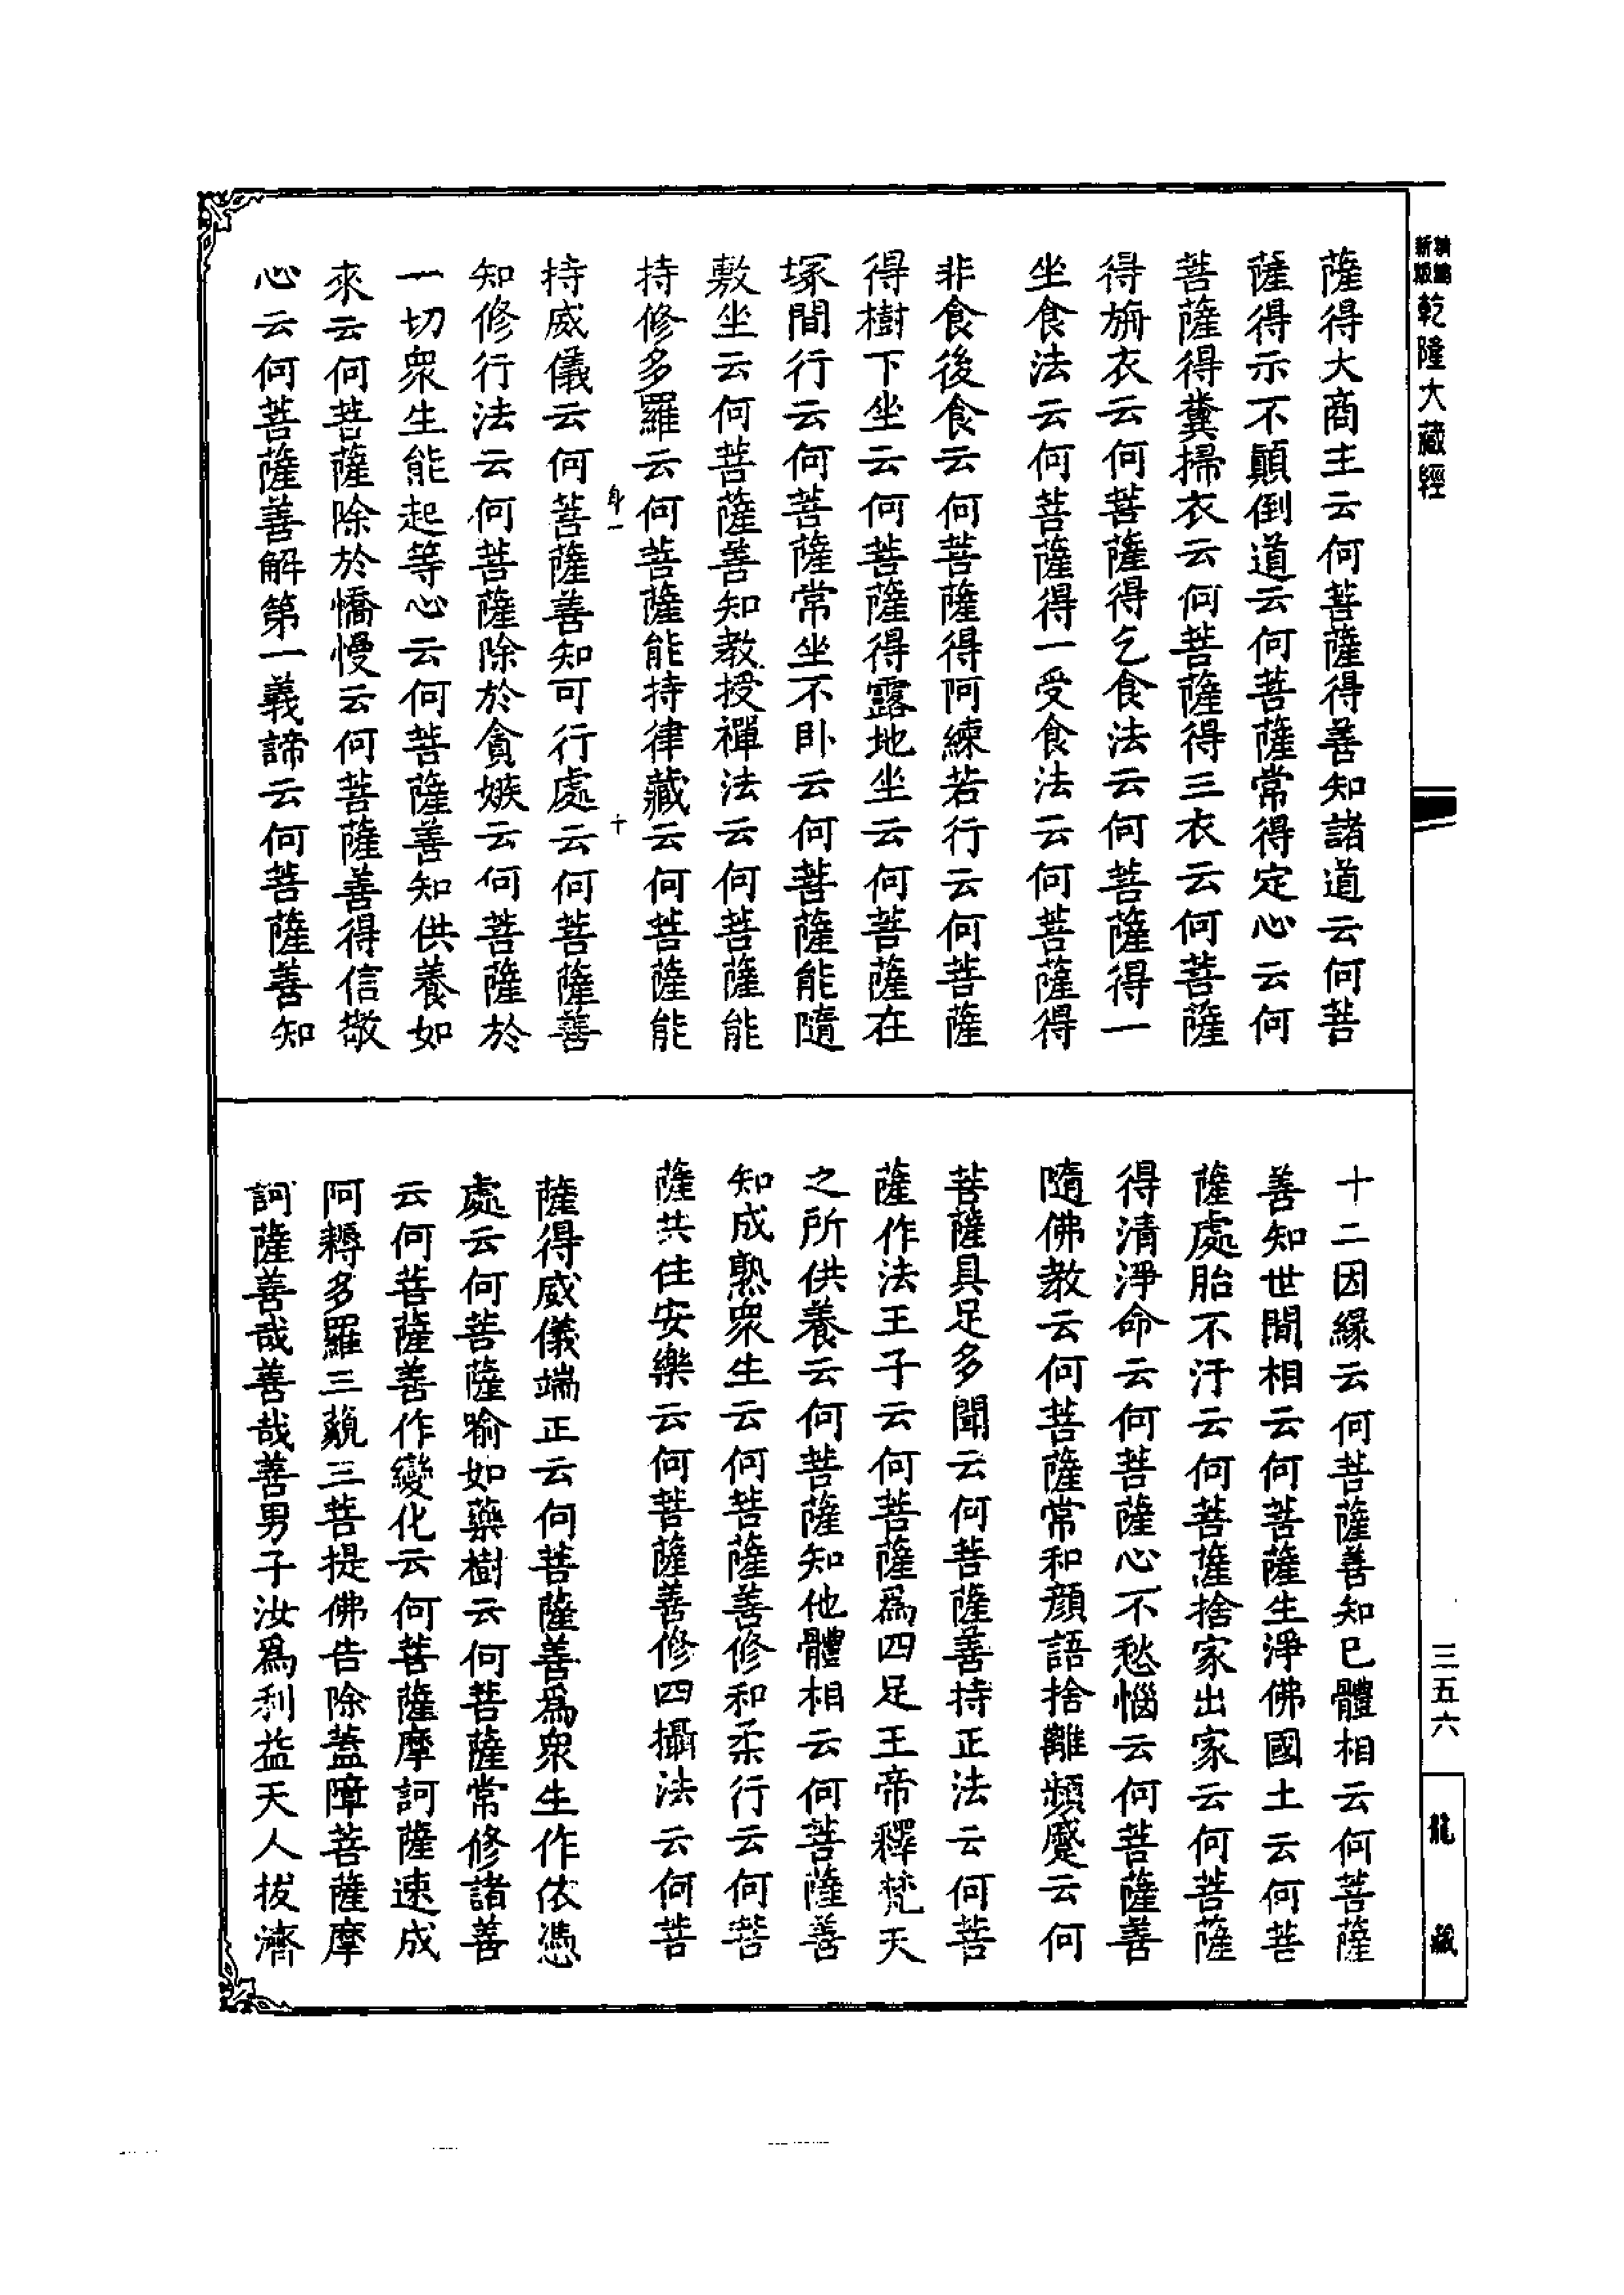 新編
新版
乾隆大藏經
薩得大商主云何菩薩得善知諸道云何菩
薩得示不顛倒道云何菩薩常得定心云何
菩薩得糞掃衣云何菩薩得三衣云何菩薩
得旃衣云何菩薩得乞食法云何菩薩得一
坐食法云何菩薩得一受食法云何菩薩得
非食後食云何菩薩得阿練若行云何菩薩
得樹下坐云何菩薩得露地坐云何菩薩在
塚間行云何菩薩常坐不臥云何菩薩能隨
敷坐云何菩薩善知教授禪法云何菩薩能
持修多羅云何菩薩能持律藏云何菩薩能
身一
十
持威儀云何菩薩善知可行處云何菩薩善
知修行法云何菩薩除於貪嫉云何菩薩於
一切衆生能起等心云何菩薩善知供養如
來云何菩薩除於憍慢云何菩薩善得信敬
心云何菩薩善解第一義諦云何菩薩善知
十二因緣云何菩薩善知已體相云何菩薩
善知世間相云何菩薩生淨佛國土云何菩
薩處胎不汙云何菩薩捨家出家云何菩薩
得清淨命云何菩薩心不愁惱云何菩薩善
隨佛教云何菩薩常和顏語捨離頻蹙云何
菩薩具足多聞云何菩薩善持正法云何菩
薩作法王子云何菩薩爲四足王帝釋梵天
之所供養云何菩薩知他體相云何菩薩善
知成熟衆生云何菩薩善修和柔行云何菩
薩共住安樂云何菩薩善修四攝法云何菩
薩得威儀端正云何菩薩善爲衆生作依憑
處云何菩薩喻如藥樹云何菩薩常修諸善
云何菩薩善作變化云何菩薩摩訶薩速成
阿耨多羅三藐三菩提佛告除蓋障菩薩摩
訶薩善哉善哉善男子汝爲利益天人拔濟
三五六
龍藏